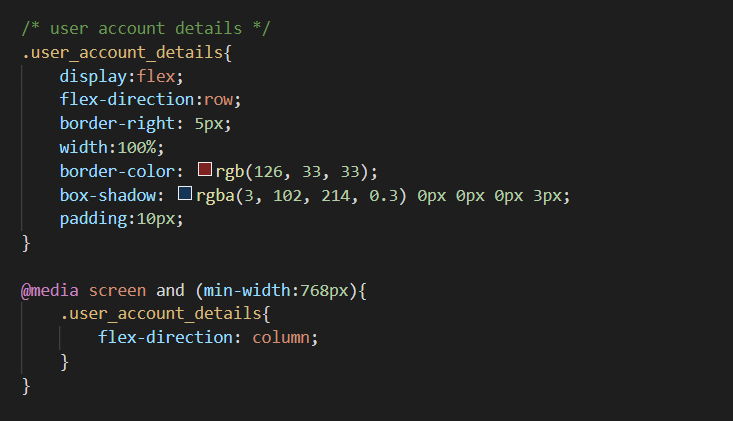 /* user account details */
.user_account_details{
    display:flex;
    flex-direction:row;
    border-right: 5px;
    width:100%;
    border-color: rgb(126, 33, 33);
    box-shadow: rgba(3, 102, 214, 0.3) 0px 0px 0px 3px;
    padding:10px;
}

@media screen and (min-width:768px){
    .user_account_details{
        flex-direction: column;
    }
}